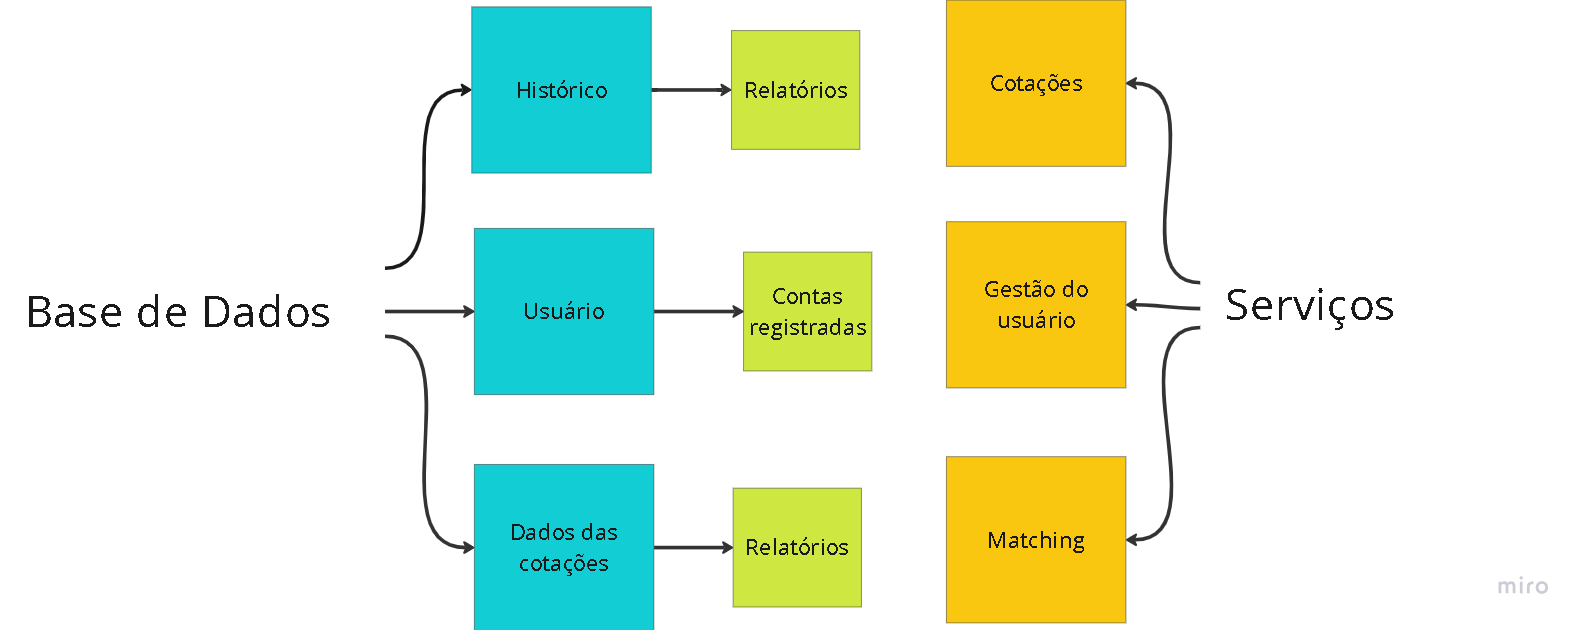 Histórico
Relatórios
Cotações
Base de Dados
Usuário
Contas
registradas
Gestão do
usuário
Serviços
Dados das
cotações
Relatórios
Matching
miro